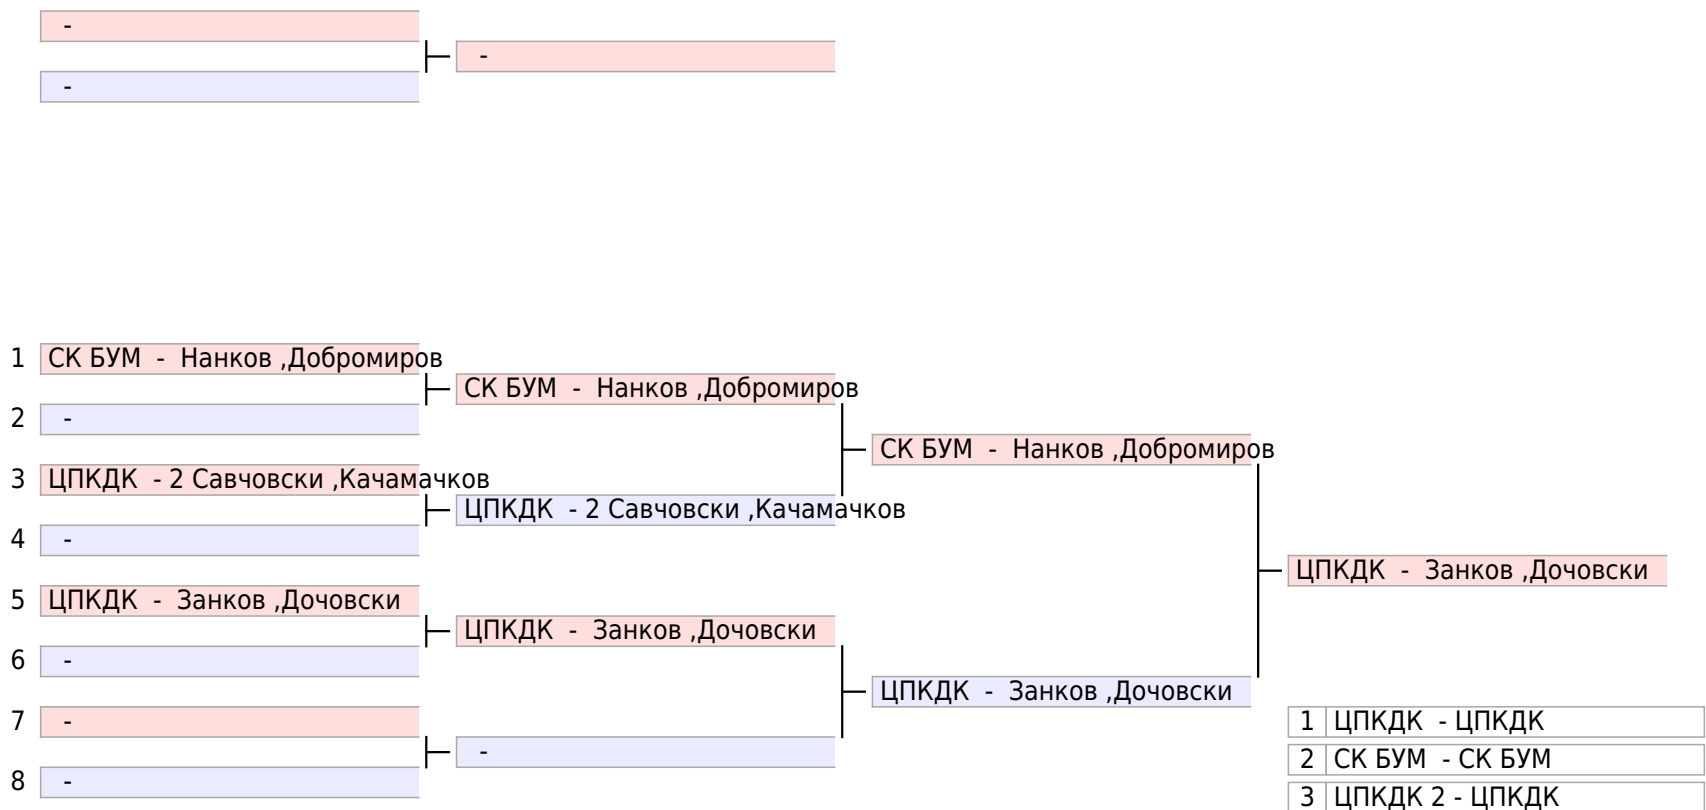 -
-
-
1 СК БУМ - Нанков ,Добромиров
СК БУМ - Нанков ,Добромиров
2 -
СК БУМ - Нанков ,Добромиров
3 ЦПКДК - 2 Савчовски ,Качамачков
ЦПКДК - 2 Савчовски ,Качамачков
4 -
ЦПКДК - Занков ,Дочовски
5 ЦПКДК - Занков ,Дочовски
ЦПКДК - Занков ,Дочовски
6 -
ЦПКДК - Занков ,Дочовски
7 -
1 ЦПКДК - ЦПКДК
-
2 СК БУМ - СК БУМ
8 -
3 ЦПКДК 2 - ЦПКДК